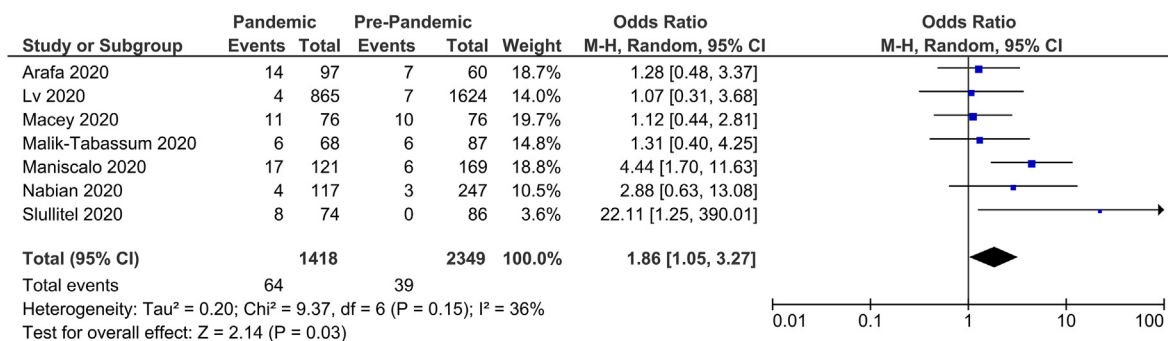 Pandemic Pre-Pandemic Odds Ratio Odds Ratio
Study or Subgroup Events Total Events Total Weight M-H, Random, 95% CI M-H, Random, 95% CI
Arafa 2020 14 97 7 60 18.7% 1.28 [0.48, 3.37]
Lv 2020 4 865 7 1624 14.0% 1.07 [0.31, 3.68]
Macey 2020 11 76 10 76 19.7% 1.12 [0.44, 2.81]
Malik-Tabassum 2020 6 68 6 87 14.8% 1.31 [0.40, 4.25]
Maniscalo 2020 17 121 6 169 18.8% 4.44 [1.70, 11.63]
Nabian 2020 4 117 3 247 10.5% 2.88 [0.63, 13.08]
Slullitel 2020 8 74 0 86 3.6% 22.11 [1.25, 390.01]
Total (95% CI) 1418 2349 100.0% 1.86 [1.05, 3.27]
Total events 64 39
Heterogeneity: Tau² = 0.20; Chi² = 9.37, df = 6 (P = 0.15); I² = 36%
Test for overall effect: Z = 2.14 (P = 0.03)
0.01 0.1 1 10 100